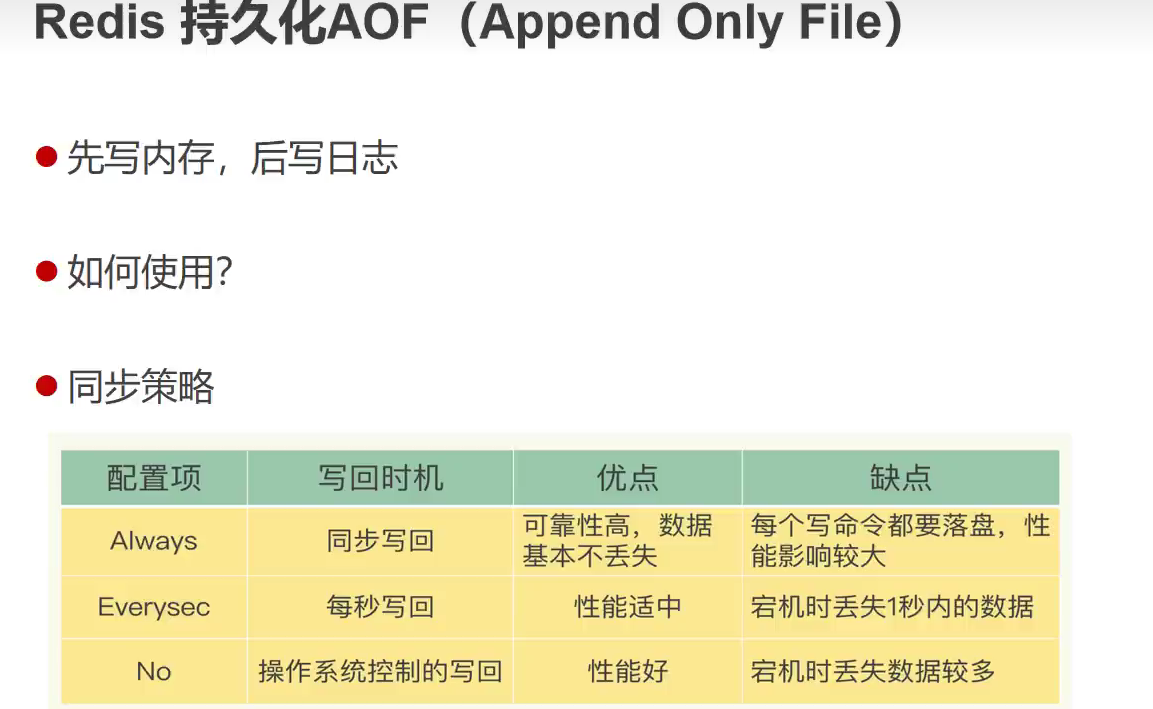 Redis 持久化AOF（Append Only File）
先写内存，后写日志
如何使用？
同步策略
配置项 写回时机 优点 缺点
Always 同步写回 可靠性高，数据基本不丢失 每个写命令都要落盘，性能影响较大
Everysec 每秒写回 性能适中 宕机时丢失1秒内的数据
No 操作系统控制的写回 性能好 宕机时丢失数据较多